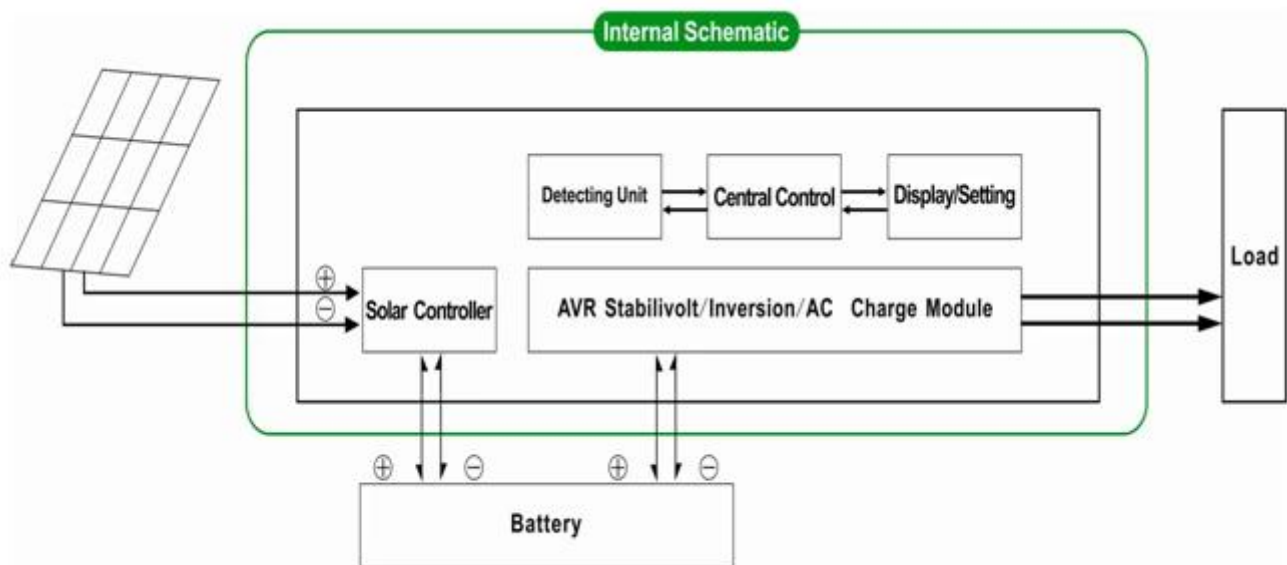 Internal Schematic
Detecting Unit
Central Control
Display/Setting
Load
⊕
⊖
Solar Controller
AVR Stabilivolt/Inversion/AC Charge Module
⊕ ⊖ ⊕ ⊖
Battery